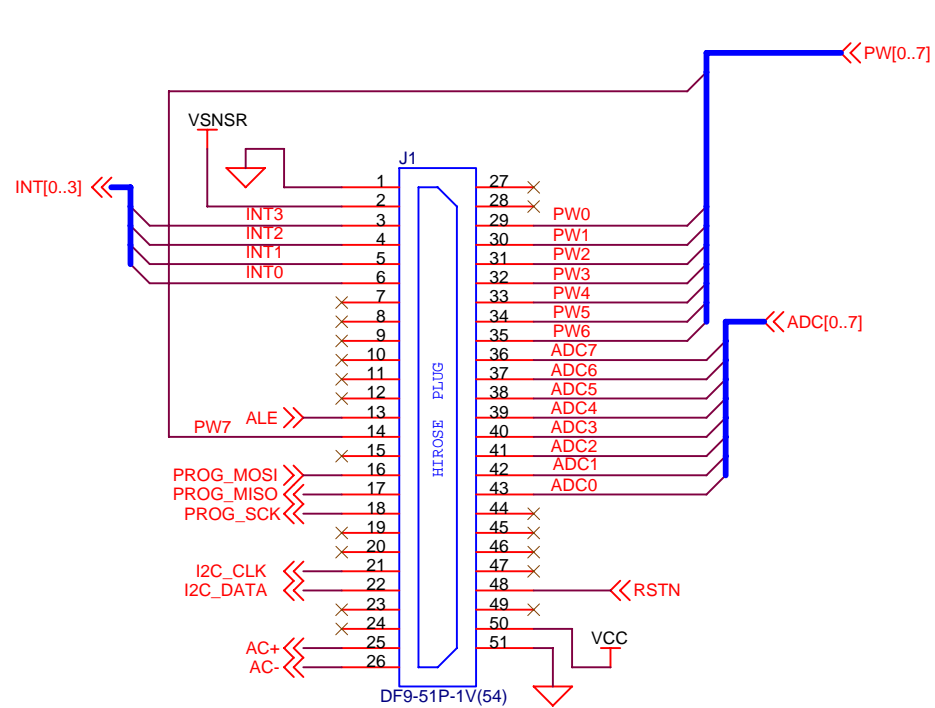 PW[0..7]
VSNSR
J1
INT[0..3]
1 27
2 28
INT3 3 29 PW0
INT2 4 30 PW1
INT1 5 31 PW2
INT0 6 32 PW3
7 33 PW4
8 34 PW5
9 35 PW6
ADC[0..7]
10 36 ADC7
11 37 ADC6
12 38 ADC5
ALE 13 39 ADC4
PW7 14 40 ADC3
15 41 ADC2
PROG_MOSI 16 42 ADC1
PROG_MISO 17 43 ADC0
PROG_SCK 18 44
19 45
20 46
I2C_CLK 21 47
I2C_DATA 22 48 RSTN
23 49
24 50
VCC
AC+ 25 51
AC- 26
HIROSE PLUG
DF9-51P-1V(54)